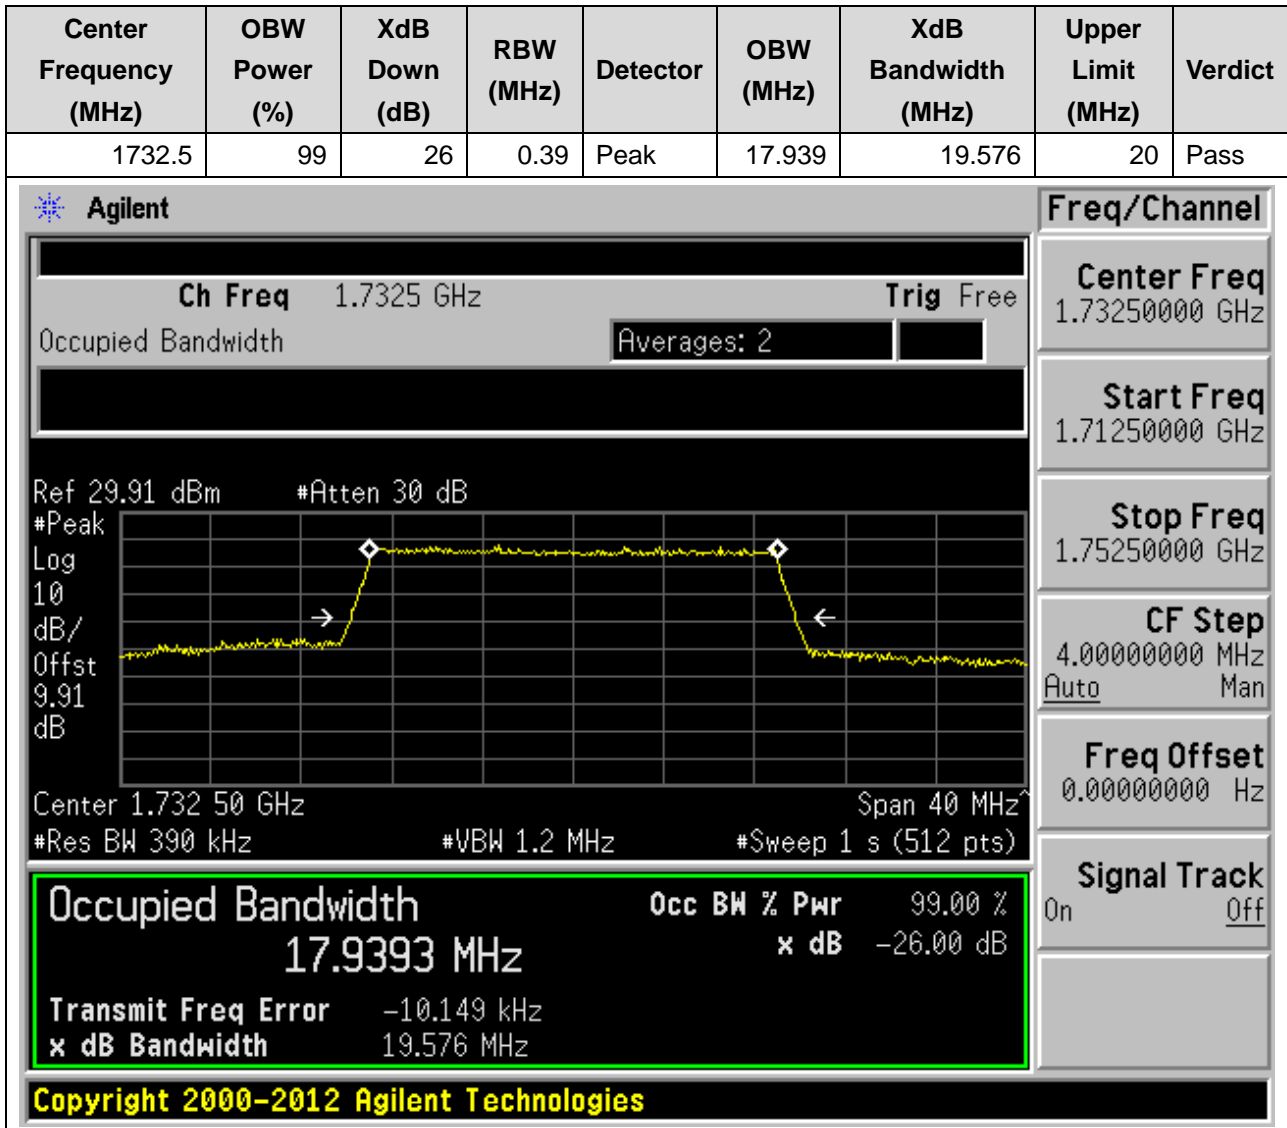 Center Frequency (MHz) OBW Power (%) XdB Down (dB) RBW (MHz) Detector OBW (MHz) XdB Bandwidth (MHz) Upper Limit (MHz) Verdict
1732.5 99 26 0.39 Peak 17.939 19.576 20 Pass
Agilent
Freq/Channel
Ch Freq 1.7325 GHz Trig Free
Occupied Bandwidth Averages: 2
Center Freq
1.73250000 GHz
Start Freq
1.71250000 GHz
Stop Freq
1.75250000 GHz
CF Step
4.00000000 MHz
Auto Man
Freq Offset
0.00000000 Hz
Signal Track
On Off
Ref 29.91 dBm #Atten 30 dB
#Peak
Log
10
dB/
Offst
9.91
dB
Center 1.732 50 GHz Span 40 MHz^
#Res BW 390 kHz #VBW 1.2 MHz #Sweep 1 s (512 pts)
Occupied Bandwidth Occ BW % Pwr 99.00 %
17.9393 MHz x dB -26.00 dB
Transmit Freq Error -10.149 kHz
x dB Bandwidth 19.576 MHz
Copyright 2000-2012 Agilent Technologies